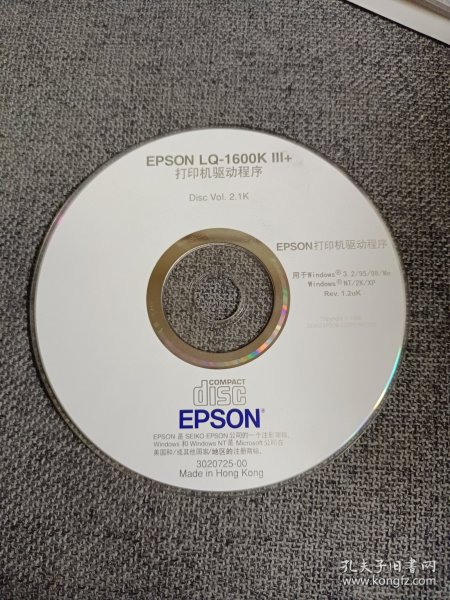 EPSON LQ-1600K III+
打印机驱动程序
Disc Vol. 2.1K
EPSON打印机驱动程序
用于Windows® 3.2/95/98/Me
Windows® NT/2K/XP
Rev. 1.2uK
COMPACT
disc
EPSON®
EPSON 是 SEIKO EPSON 公司的一个注册商标。
Windows 和 Windows NT 是 Microsoft 公司在
美国和/或其他国家/地区的注册商标。
3020725-00
Made in Hong Kong
孔夫子旧书网
www.kongfz.com